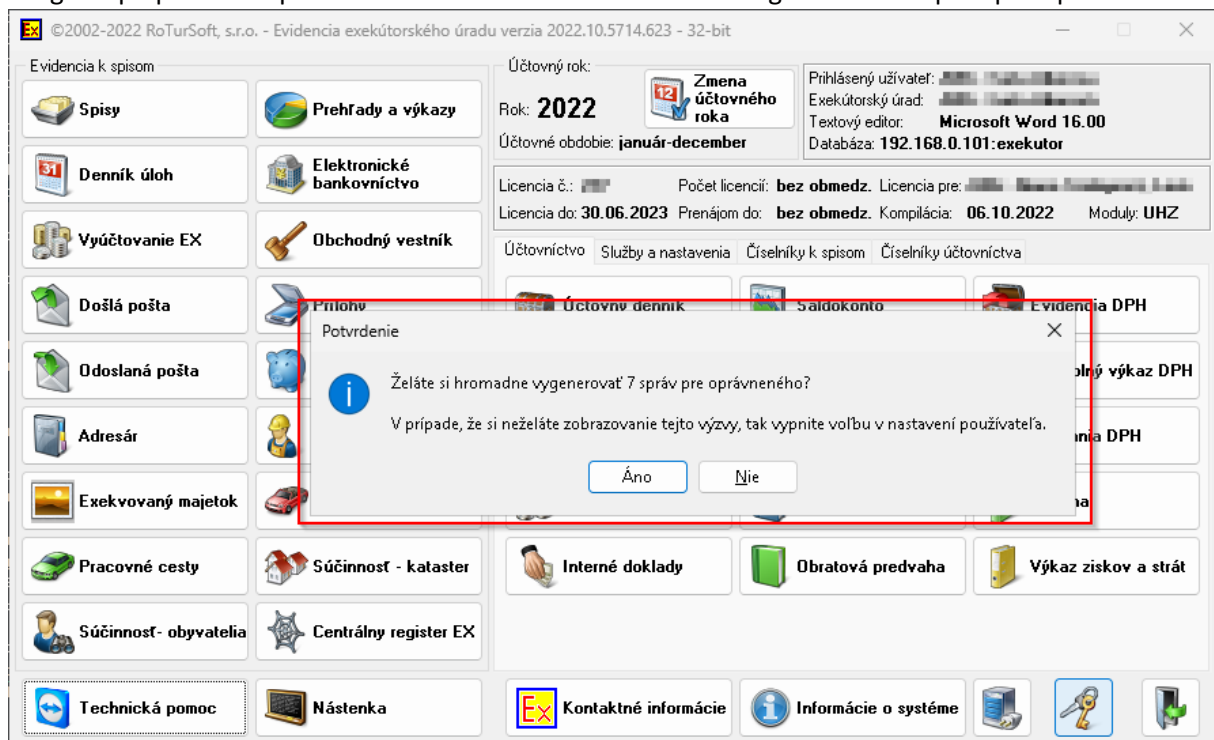 ©2002-2022 RoTurSoft, s.r.o. - Evidencia exekútorského úradu verzia 2022.10.5714.623 - 32-bit
Evidencia k spisom
Spisy
Prehľady a výkazy
Denník úloh
Elektronické
bankovníctvo
Vyúčtovanie EX
Obchodný vestník
Došlá pošta
Prílohy
Odoslaná pošta
Adresár
Exekvovaný majetok
Pracovné cesty
Súčinnosť - kataster
Súčinnosť- obyvatelia
Centrálny register EX
Technická pomoc
Nástenka
Účtovný rok:
Rok: 2022
Zmena
účtovného
roka
Účtovné obdobie: január-december
Prihlásený užívateľ:
Exekútorský úrad:
Textový editor: Microsoft Word 16.00
Databáza: 192.168.0.101:exekutor
Licencia č.: Počet licencií: bez obmedz. Licencia pre:
Licencia do: 30.06.2023 Prenájom do: bez obmedz. Kompilácia: 06.10.2022 Moduly: UHZ
Účtovníctvo Služby a nastavenia Číselníky k spisom Číselníky účtovníctva
Účtovný denník
Saldokonto
Evidencia DPH
výkaz DPH
DPH
Potvrdenie
Želáte si hromadne vygenerovať 7 správ pre oprávneného?
V prípade, že si neželáte zobrazovanie tejto výzvy, tak vypnite voľbu v nastavení používateľa.
Áno
Nie
Interné doklady
Obratová predvaha
Výkaz ziskov a strát
Kontaktné informácie
Informácie o systéme